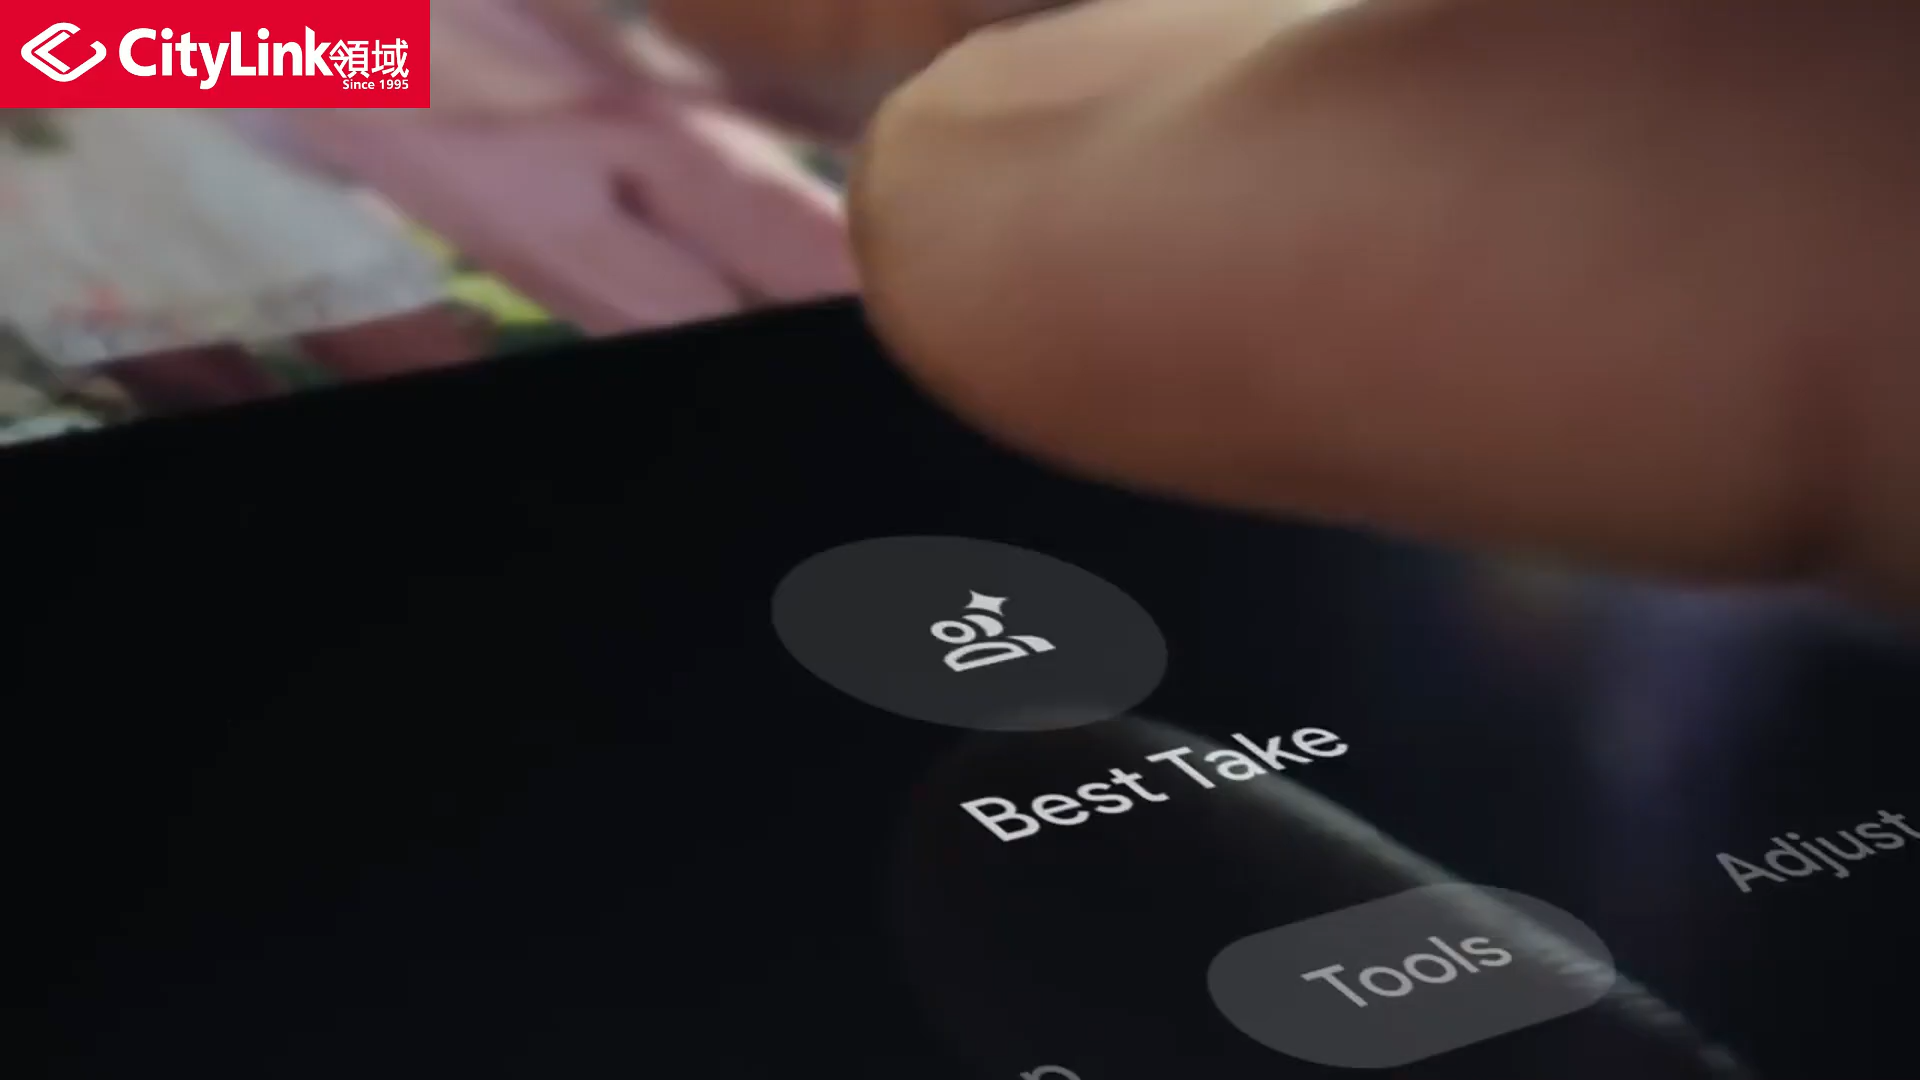 CityLink領域
Since 1995
Best Take
Adjust
Tools